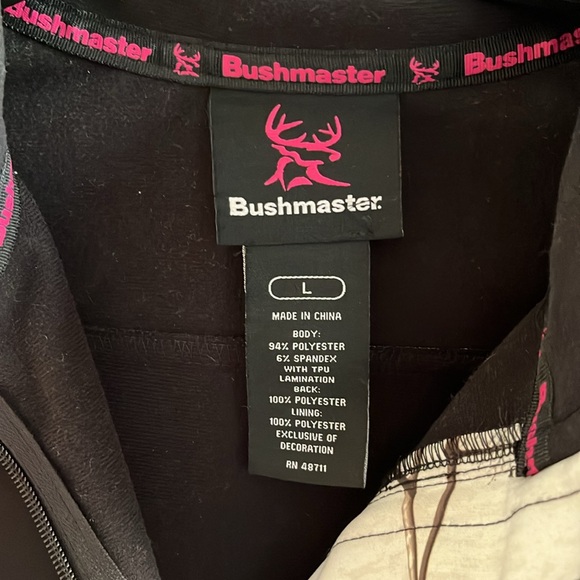 Bushmaster Bushmaster Bushmaster
Bushmaster
L
MADE IN CHINA
BODY:
94% POLYESTER
6% SPANDEX
WITH TPU
LAMINATION
BACK:
100% POLYESTER
LINING:
100% POLYESTER
EXCLUSIVE OF
DECORATION
RN 48711
Bushm